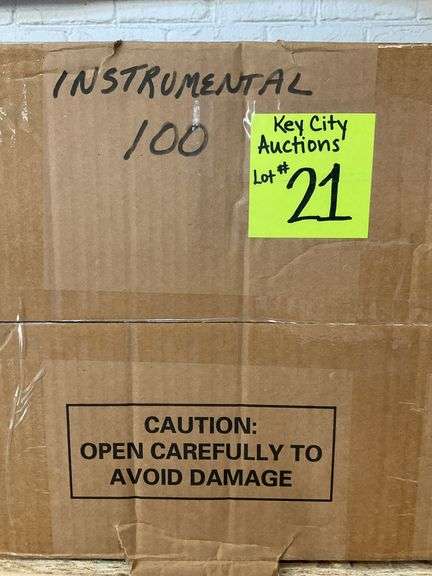 INSTRUMENTAL
100
Key City
Auctions
Lot # 21
CAUTION:
OPEN CAREFULLY TO
AVOID DAMAGE